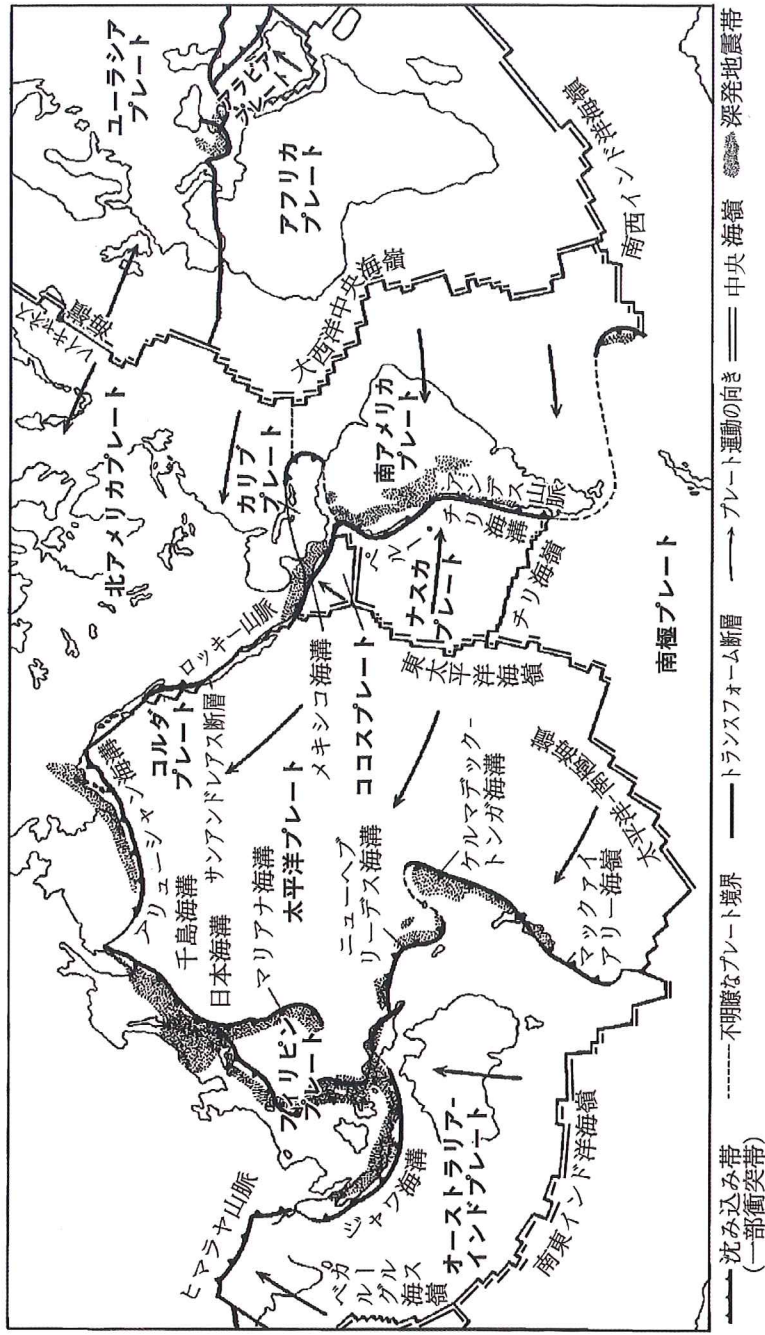 ユーラシア
プレート
アラビア
プレート
アフリカ
プレート
南西インド洋海嶺
レイキャネス
海嶺
大西洋中央海嶺
北アメリカプレート
カリブ
プレート
南アメリカ
プレート
アンデス山脈
ペルー・
チリ海溝
ナスカ
プレート
チリ海嶺
南極プレート
ロッキー山脈
コルダ
プレート
サンアンドレアス断層
メキシコ海溝
ココスプレート
東太平洋
海嶺
太平洋-南極海嶺
アリューシャン海溝
千島海溝
日本海溝
マリアナ海溝
太平洋プレート
ニューヘブ
リーデス海溝
ケルマデック-
トンガ海溝
マックァイ
アリー海嶺
フィリピン
プレート
ヒマラヤ山脈
ジャワ海溝
オーストラリア-
インドプレート
カールス
ベルグ海嶺
南東インド洋海嶺
沈み込み帯
(一部衝突帯)
不明瞭なプレート境界
トランスフォーム断層
プレート運動の向き
中央海嶺
深発地震帯